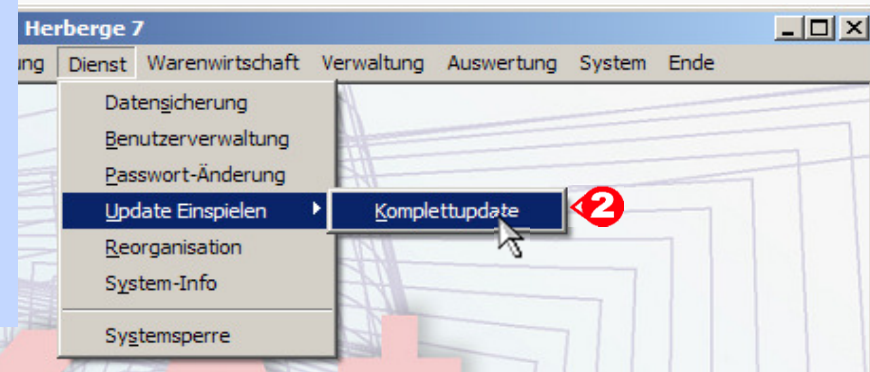 Herberge 7
ung Dienst Warenwirtschaft Verwaltung Auswertung System Ende
Datensicherung
Benutzerverwaltung
Passwort-Änderung
Update Einspielen Komplettupdate 2
Reorganisation
System-Info
Systemsperre